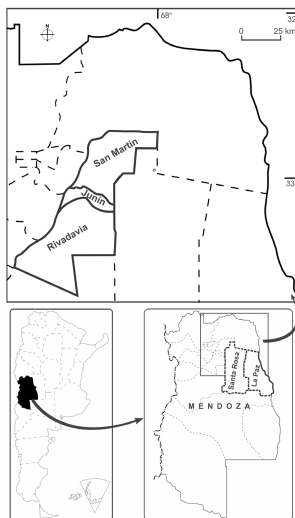 68°
N
32
0 25 km
San Martín
33
Junín
Rivadavia
Santa Rosa
La Paz
MENDOZA